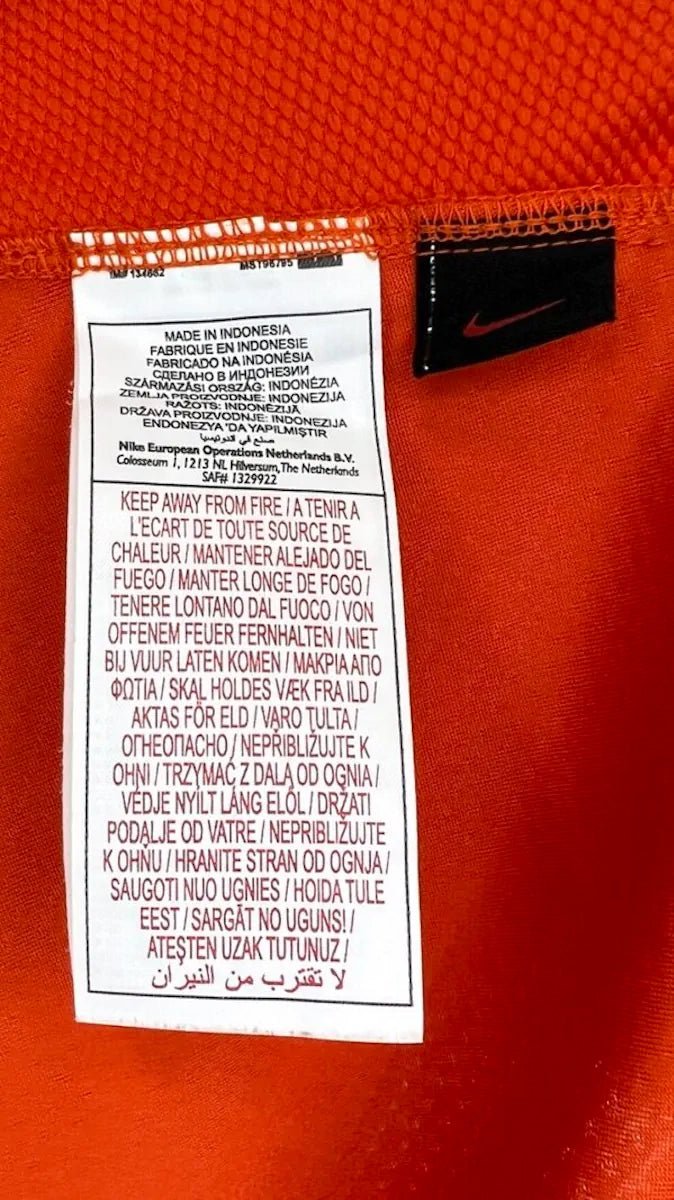 IM# 134662 MST96795
MADE IN INDONESIA
FABRIQUE EN INDONESIE
FABRICADO NA INDONÉSIA
СДЕЛАНО В ИНДОНЕЗИИ
SZÁRMAZÁSI ORSZÁG: INDONÉZIA
ZEMLJA PROIZVODNJE: INDONEZIJA
RAŽOTS: INDONĒZIJĀ
DRŽAVA PROIZVODNJE: INDONEZIJA
ENDONEZYA 'DA YAPILMIŞTIR
صنع في اندونيسيا
Nike European Operations Netherlands B.V.
Colosseum 1, 1213 NL Hilversum, The Netherlands
SAF# 1329922
KEEP AWAY FROM FIRE / A TENIR A
L'ECART DE TOUTE SOURCE DE
CHALEUR / MANTENER ALEJADO DEL
FUEGO / MANTER LONGE DE FOGO /
TENERE LONTANO DAL FUOCO / VON
OFFENEM FEUER FERNHALTEN / NIET
BIJ VUUR LATEN KOMEN / ΜΑΚΡΙΑ ΑΠΟ
ΦΩΤΙΑ / SKAL HOLDES VÆK FRA ILD /
AKTAS FÖR ELD / VARO TULTA /
ОГНЕОПАСНО / NEPŘIBLIŽUJTE K
OHNI / TRZYMAĆ Z DALA OD OGNIA /
VÉDJE NYÍLT LÁNG ELŐL / DRŽATI
PODALJE OD VATRE / NEPRIBLIŽUJTE
K OHŇU / HRANITE STRAN OD OGNJA /
SAUGOTI NUO UGNIES / HOIDA TULE
EEST / SARGĀT NO UGUNS! /
ATEŞTEN UZAK TUTUNUZ /
لا تقترب من النيران